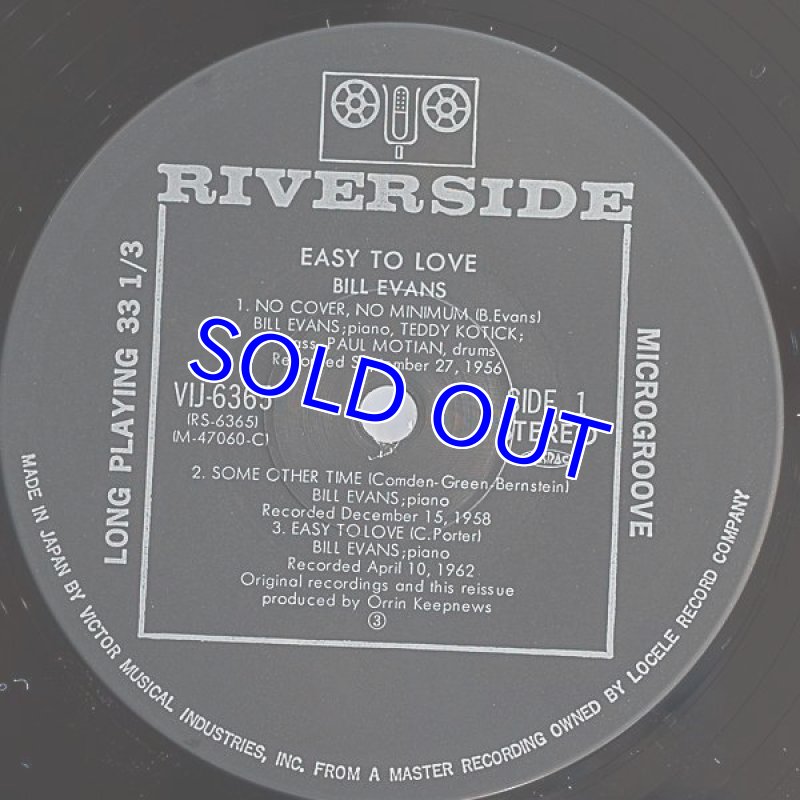 RIVERSIDE
EASY TO LOVE
BILL EVANS
1. NO COVER, NO MINIMUM (B.Evans)
BILL EVANS;piano, TEDDY KOTICK;
PAUL MOTIAN, drums
Recorded 27, 1956
VIJ-6365
(RS-6365)
(M-47060-C)
SIDE 1
STEREO
SOLD OUT
2. SOME OTHER TIME (Comden-Green-Bernstein)
BILL EVANS;piano
Recorded December 15, 1958
3. EASY TO LOVE (C.Porter)
BILL EVANS;piano
Recorded April 10, 1962
Original recordings and this reissue
produced by Orrin Keepnews
3
LONG PLAYING 33 1/3
MICROGROOVE
MADE IN JAPAN BY VICTOR MUSICAL INDUSTRIES, INC. FROM A MASTER RECORDING OWNED BY LOCELE RECORD COMPANY